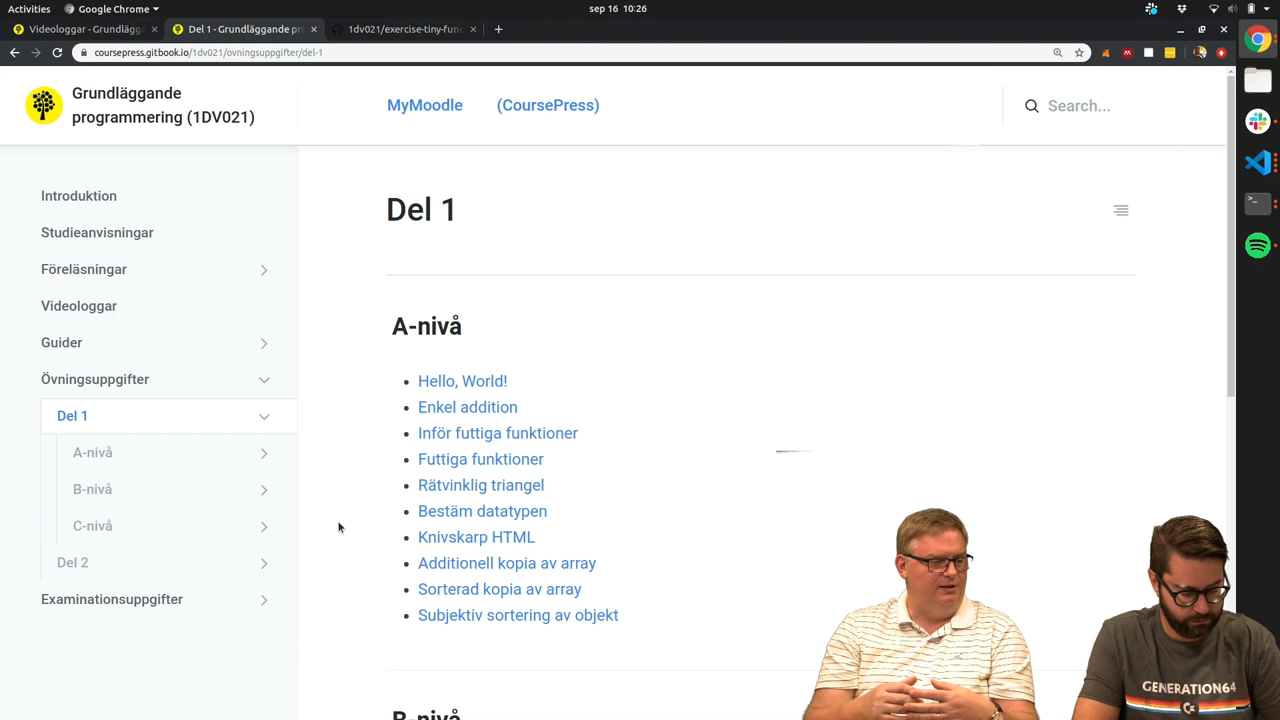 Activities
Google Chrome
sep 16 10:26
Videologgar - Grundlägg
Del 1 - Grundläggande pr
1dv021/exercise-tiny-func
coursepress.gitbook.io/1dv021/ovningsuppgifter/del-1
Grundläggande
programmering (1DV021)
MyMoodle
(CoursePress)
Search...
Introduktion
Studieanvisningar
Föreläsningar
Videologgar
Guider
Övningsuppgifter
Del 1
A-nivå
B-nivå
C-nivå
Del 2
Examinationsuppgifter
Del 1
A-nivå
Hello, World!
Enkel addition
Inför futtiga funktioner
Futtiga funktioner
Rätvinklig triangel
Bestäm datatypen
Knivskarp HTML
Additionell kopia av array
Sorterad kopia av array
Subjektiv sortering av objekt
B-nivå
GENERATION64